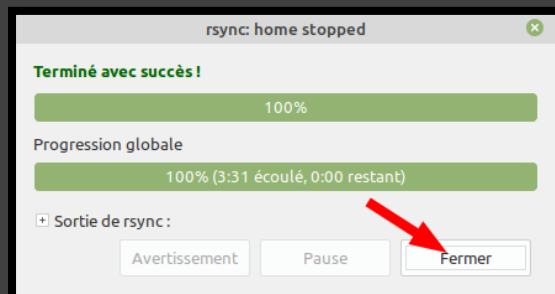 rsync: home stopped
Terminé avec succès !
100%
Progression globale
100% (3:31 écoulé, 0:00 restant)
Sortie de rsync :
Avertissement Pause Fermer